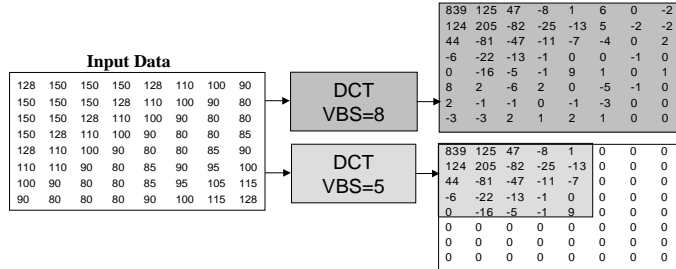 Input Data
128 150 150 150 128 110 100 90
150 150 150 128 110 100 90 80
150 150 128 110 100 90 80 80
150 128 110 100 90 80 80 85
128 110 100 90 80 80 85 90
110 110 90 80 85 90 95 100
100 90 80 80 85 95 105 115
90 80 80 80 90 100 115 128
DCT
VBS=8
DCT
VBS=5
839 125 47 -8 1 6 0 -2
124 205 -82 -25 -13 5 -2 -2
44 -81 -47 -11 -7 -4 0 2
-6 -22 -13 -1 0 0 -1 0
0 -16 -5 -1 9 1 0 1
8 2 -6 2 0 -5 -1 0
2 -1 -1 0 -1 -3 0 0
-3 -3 2 1 2 1 0 0
839 125 47 -8 1 0 0 0
124 205 -82 -25 -13 0 0 0
44 -81 -47 -11 -7 0 0 0
-6 -22 -13 -1 0 0 0 0
0 -16 -5 -1 9 0 0 0
0 0 0 0 0 0 0 0
0 0 0 0 0 0 0 0
0 0 0 0 0 0 0 0